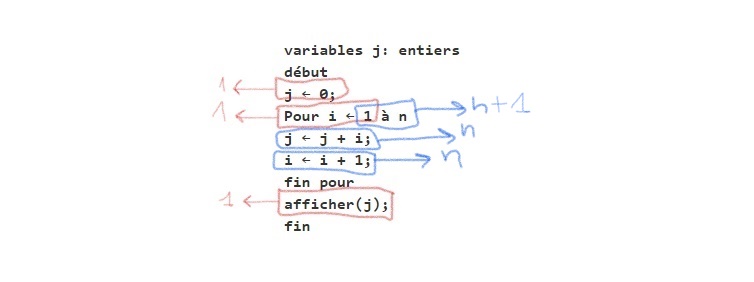 variables j: entiers
début
1 j ← 0;
1 Pour i ← 1 à n n+1
j ← j + i; n
i ← i + 1; n
fin pour
1 afficher(j);
fin